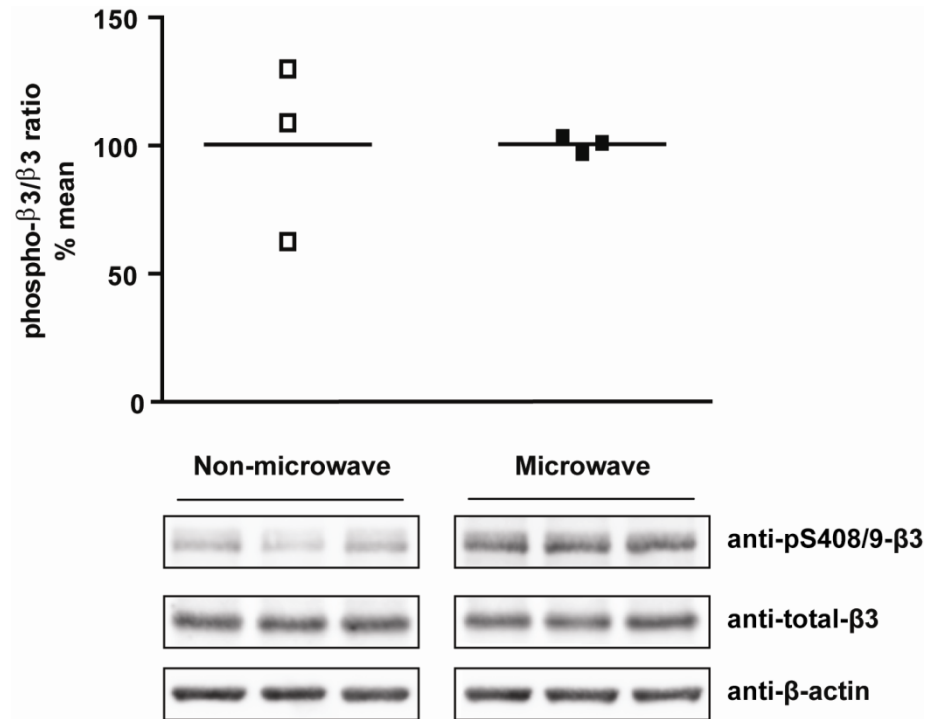 150
100
50
0
phospho-β3/β3 ratio
% mean
Non-microwave
Microwave
anti-pS408/9-β3
anti-total-β3
anti-β-actin